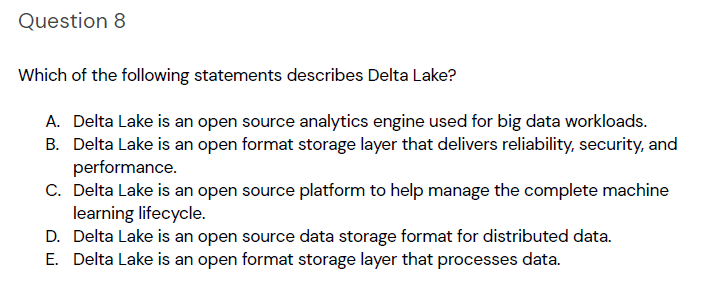 Question 8
Which of the following statements describes Delta Lake?
A. Delta Lake is an open source analytics engine used for big data workloads.
B. Delta Lake is an open format storage layer that delivers reliability, security, and
performance.
C. Delta Lake is an open source platform to help manage the complete machine
learning lifecycle.
D. Delta Lake is an open source data storage format for distributed data.
E. Delta Lake is an open format storage layer that processes data.